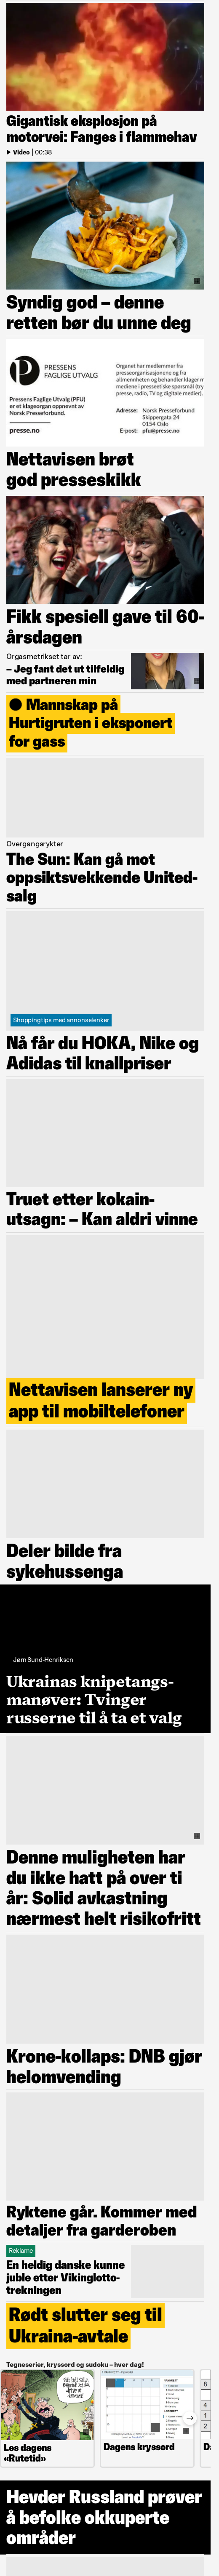 Gigantisk eksplosjon på
motorvei: Fanges i flammehav
Video 00:38
Syndig god – denne
retten bør du unne deg
PRESSENS
FAGLIGE UTVALG
Pressens Faglige Utvalg (PFU)
er et klageorgan oppnevnt av
Norsk Presseforbund.
presse.no
Organet har medlemmer fra
presseorganisasjonene og fra
allmennheten og behandler klager
presse, radio, TV og digitale medier).
Adresse: Norsk Presseforbund
Skippergata 24
0154 Oslo
E-post: pfu@presse.no
Nettavisen brøt
god presseskikk
Fikk spesiell gave til 60-
årsdagen
Orgasmetrikset tar av:
– Jeg fant det ut tilfeldig
med partneren min
Mannskap på
Hurtigruten i eksponert
for gass
Overgangsrykter
The Sun: Kan gå mot
oppsiktsvekkende United-
salg
Shoppingtips med annonselenker
Nå får du HOKA, Nike og
Adidas til knallpriser
Truet etter kokain-
utsagn: – Kan aldri vinne
Nettavisen lanserer ny
app til mobiltelefoner
Deler bilde fra
sykehussenga
Jørn Sund-Henriksen
Ukrainas knipetangs-
manøver: Tvinger
russerne til å ta et valg
Denne muligheten har
du ikke hatt på over ti
år: Solid avkastning
nærmest helt risikofritt
Krone-kollaps: DNB gjør
helomvending
Ryktene går. Kommer med
detaljer fra garderoben
Reklame
En heldig danske kunne
juble etter Vikinglotto-
trekningen
Rødt slutter seg til
Ukraina-avtale
Tegneserier, kryssord og sudoku – hver dag!
Les dagens
«Rutetid»
Dagens kryssord
8
4
1
2
Hevder Russland prøver
å befolke okkuperte
områder